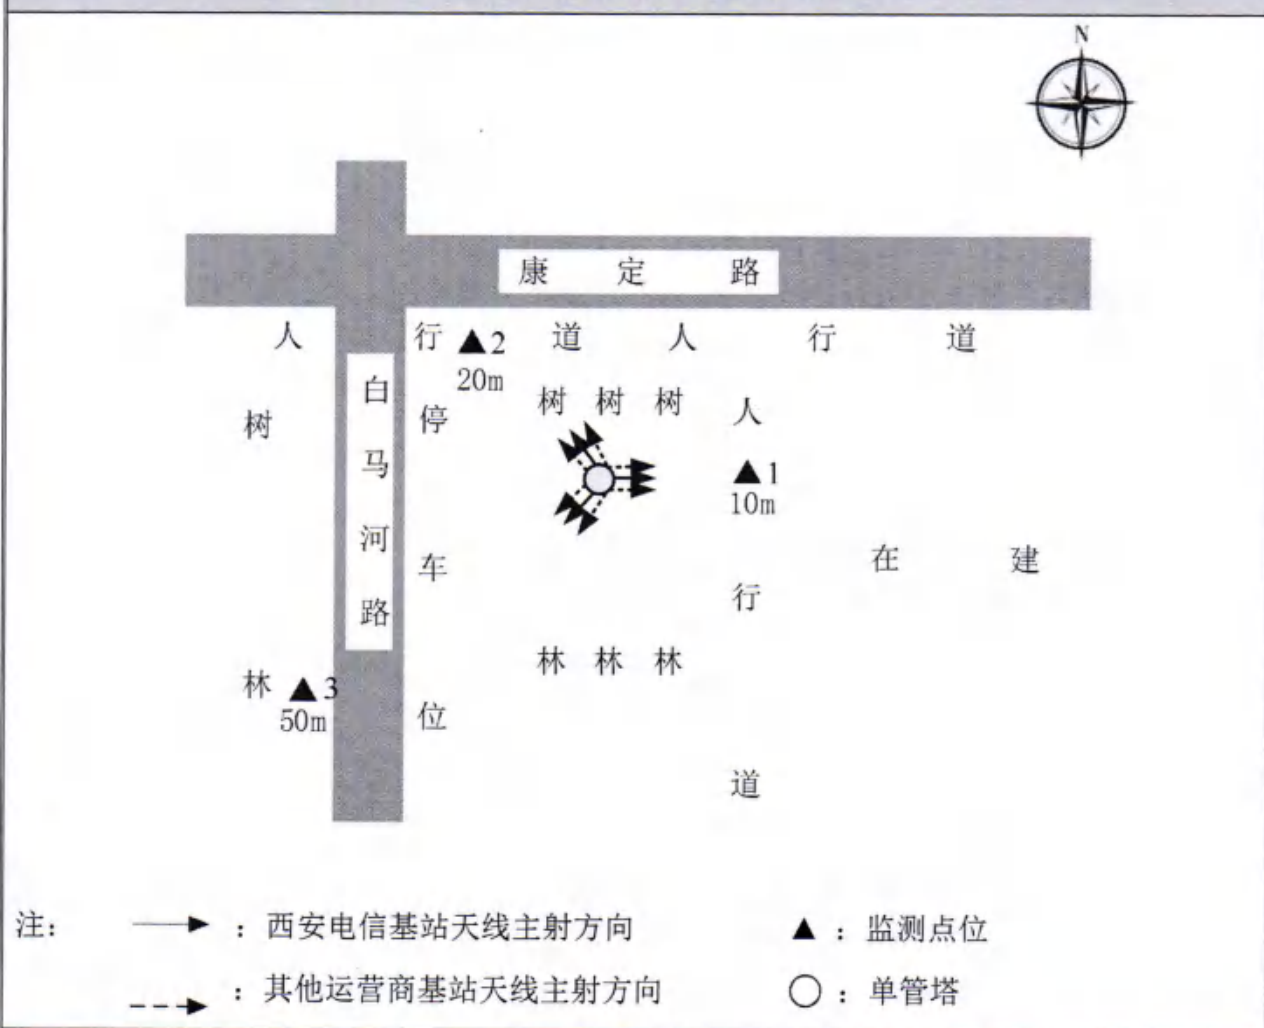 N
康定路
人行道人行道
▲2
20m
白马河路
停车位
树林
树树树
林林林
人行道
▲1
10m
在建
▲3
50m
注：
：西安电信基站天线主射方向
▲：监测点位
：其他运营商基站天线主射方向
○：单管塔